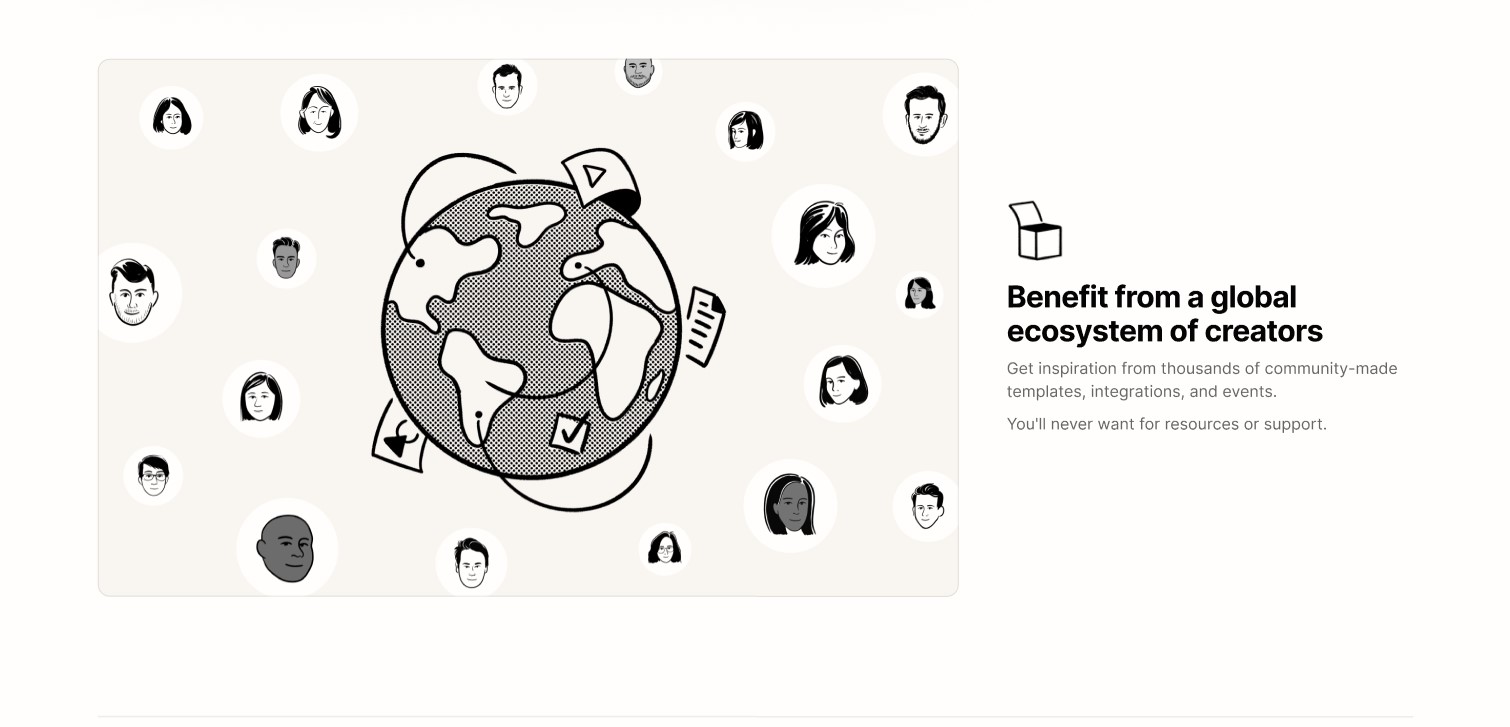 Benefit from a global
ecosystem of creators
Get inspiration from thousands of community-made
templates, integrations, and events.
You'll never want for resources or support.